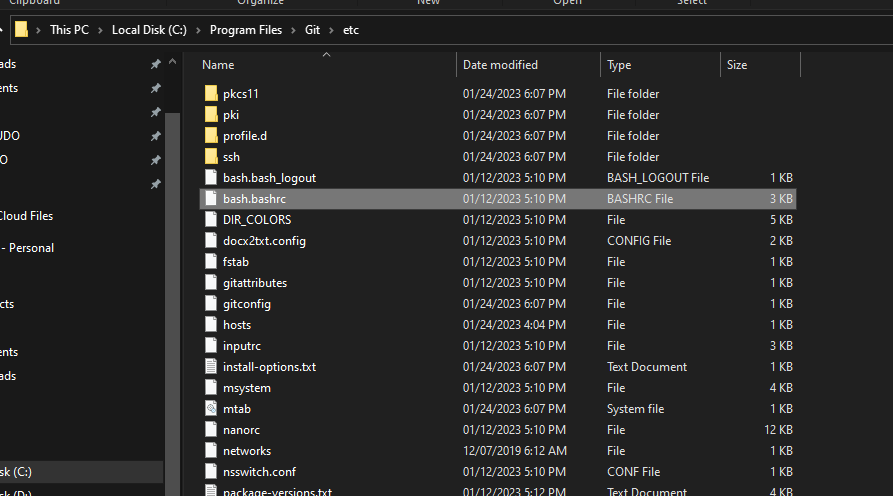 Clipboard Organize New Open Select
This PC > Local Disk (C:) > Program Files > Git > etc
Name Date modified Type Size
ads
ents
pkcs11 01/24/2023 6:07 PM File folder
pki 01/24/2023 6:07 PM File folder
UDO profile.d 01/24/2023 6:07 PM File folder
O ssh 01/24/2023 6:07 PM File folder
bash.bash_logout 01/12/2023 5:10 PM BASH_LOGOUT File 1 KB
bash.bashrc 01/12/2023 5:10 PM BASHRC File 3 KB
Cloud Files DIR_COLORS 01/12/2023 5:10 PM File 5 KB
- Personal docx2txt.config 01/12/2023 5:10 PM CONFIG File 2 KB
fstab 01/12/2023 5:10 PM File 1 KB
gitattributes 01/12/2023 5:10 PM File 1 KB
cts gitconfig 01/24/2023 6:07 PM File 1 KB
hosts 01/24/2023 4:04 PM File 1 KB
ents inputrc 01/12/2023 5:10 PM File 3 KB
ads install-options.txt 01/24/2023 6:07 PM Text Document 1 KB
msystem 01/12/2023 5:10 PM File 4 KB
mtab 01/24/2023 6:07 PM System file 1 KB
nanorc 01/12/2023 5:10 PM File 12 KB
networks 12/07/2019 6:12 AM File 1 KB
sk (C:) nsswitch.conf 01/12/2023 5:10 PM CONF File 1 KB
sk (D:) package-versions.txt 01/12/2023 5:12 PM Text Document 4 KB